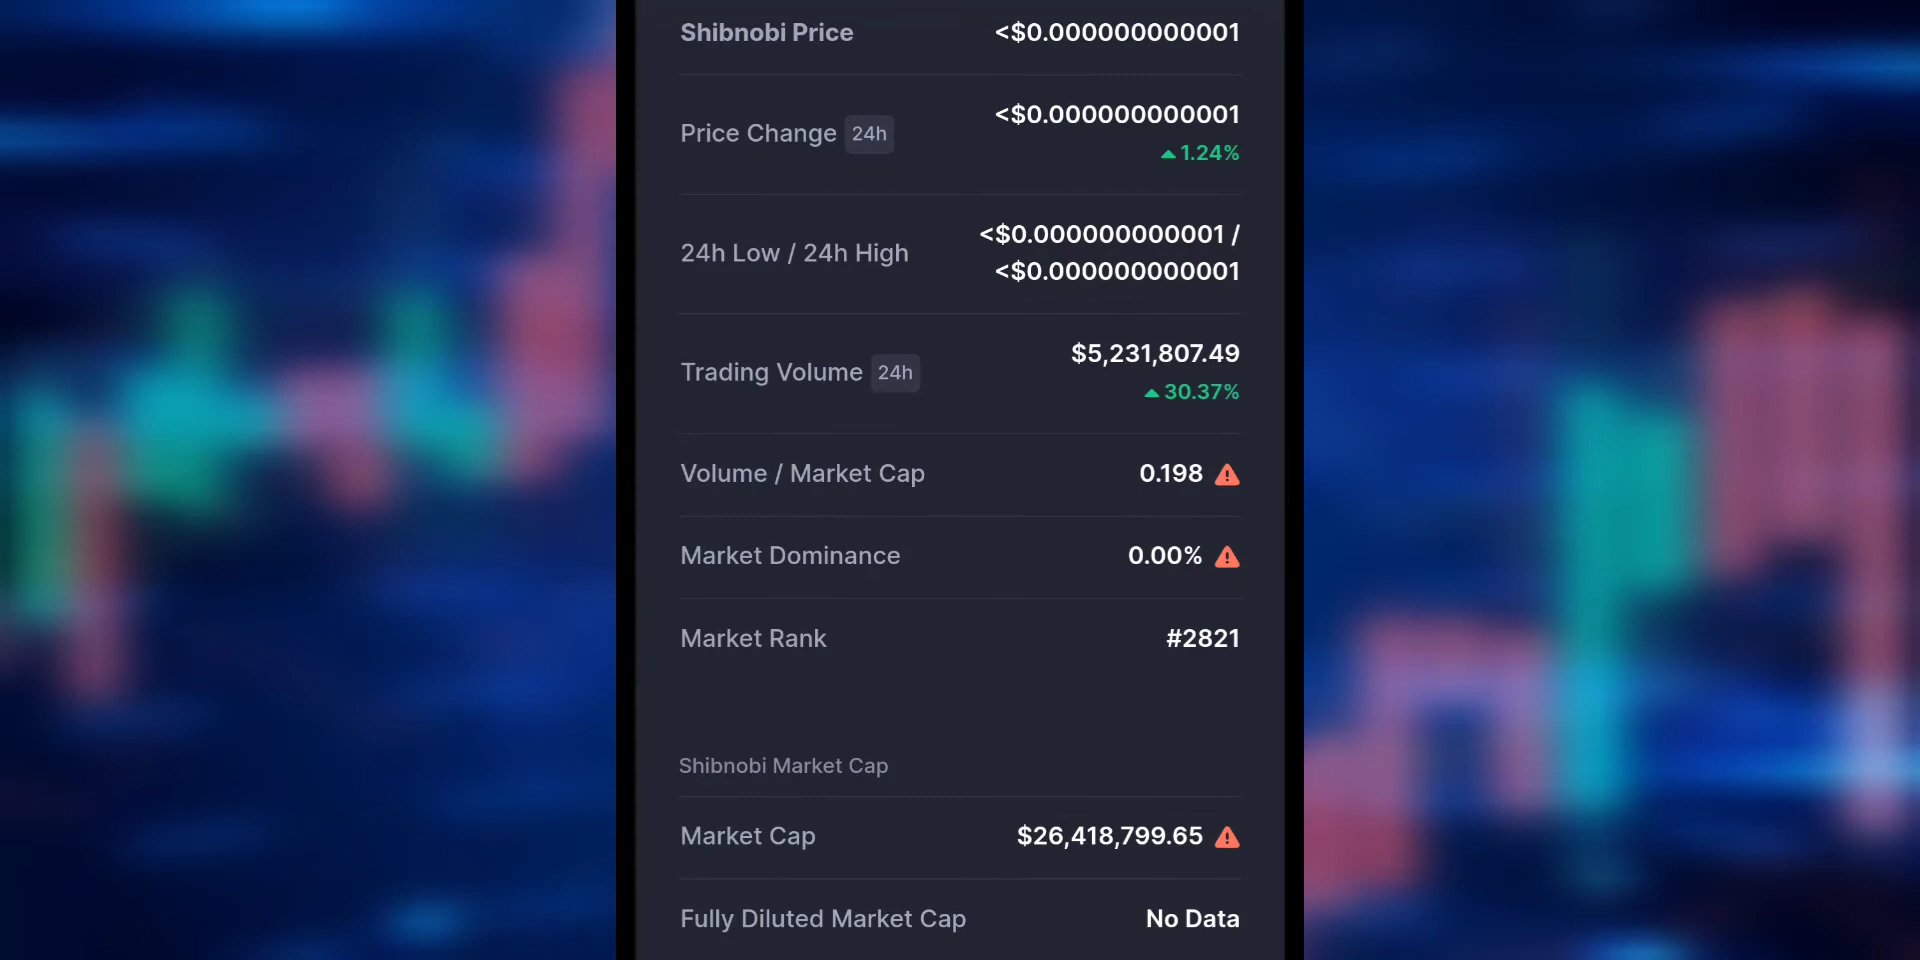 Shibnobi Price <$0.000000000001
Price Change 24h <$0.000000000001
1.24%
24h Low / 24h High <$0.000000000001 /
<$0.000000000001
Trading Volume 24h $5,231,807.49
30.37%
Volume / Market Cap 0.198
Market Dominance 0.00%
Market Rank #2821
Shibnobi Market Cap
Market Cap $26,418,799.65
Fully Diluted Market Cap No Data